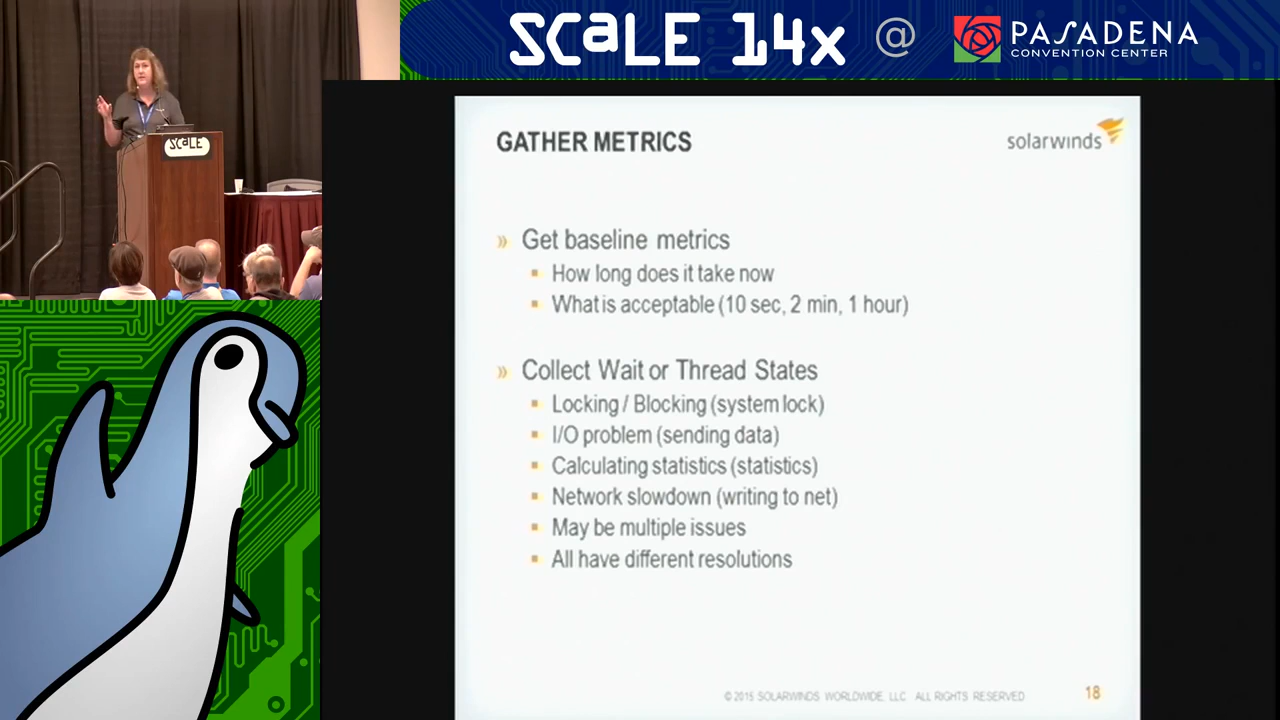 SCALE 14x @ PASADENA
CONVENTION CENTER
SCALE
GATHER METRICS
solarwinds
» Get baseline metrics
▪ How long does it take now
▪ What is acceptable (10 sec, 2 min, 1 hour)
» Collect Wait or Thread States
▪ Locking / Blocking (system lock)
▪ I/O problem (sending data)
▪ Calculating statistics (statistics)
▪ Network slowdown (writing to net)
▪ May be multiple issues
▪ All have different resolutions
© 2015 SOLARWINDS WORLDWIDE, LLC ALL RIGHTS RESERVED
18